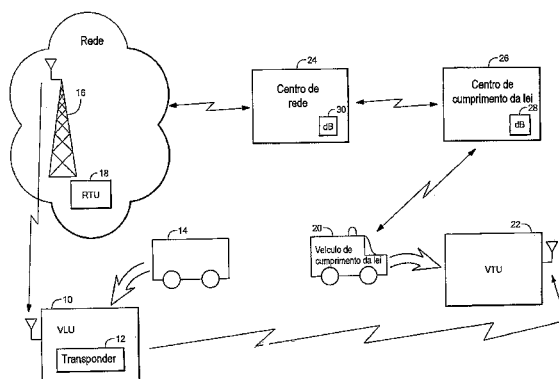 Rede
16
18
RTU
24
Centro de
rede
30
dB
26
Centro de
cumprimento da lei
28
dB
14
20
Veículo de
cumprimento da lei
22
VTU
10
VLU
12
Transponder